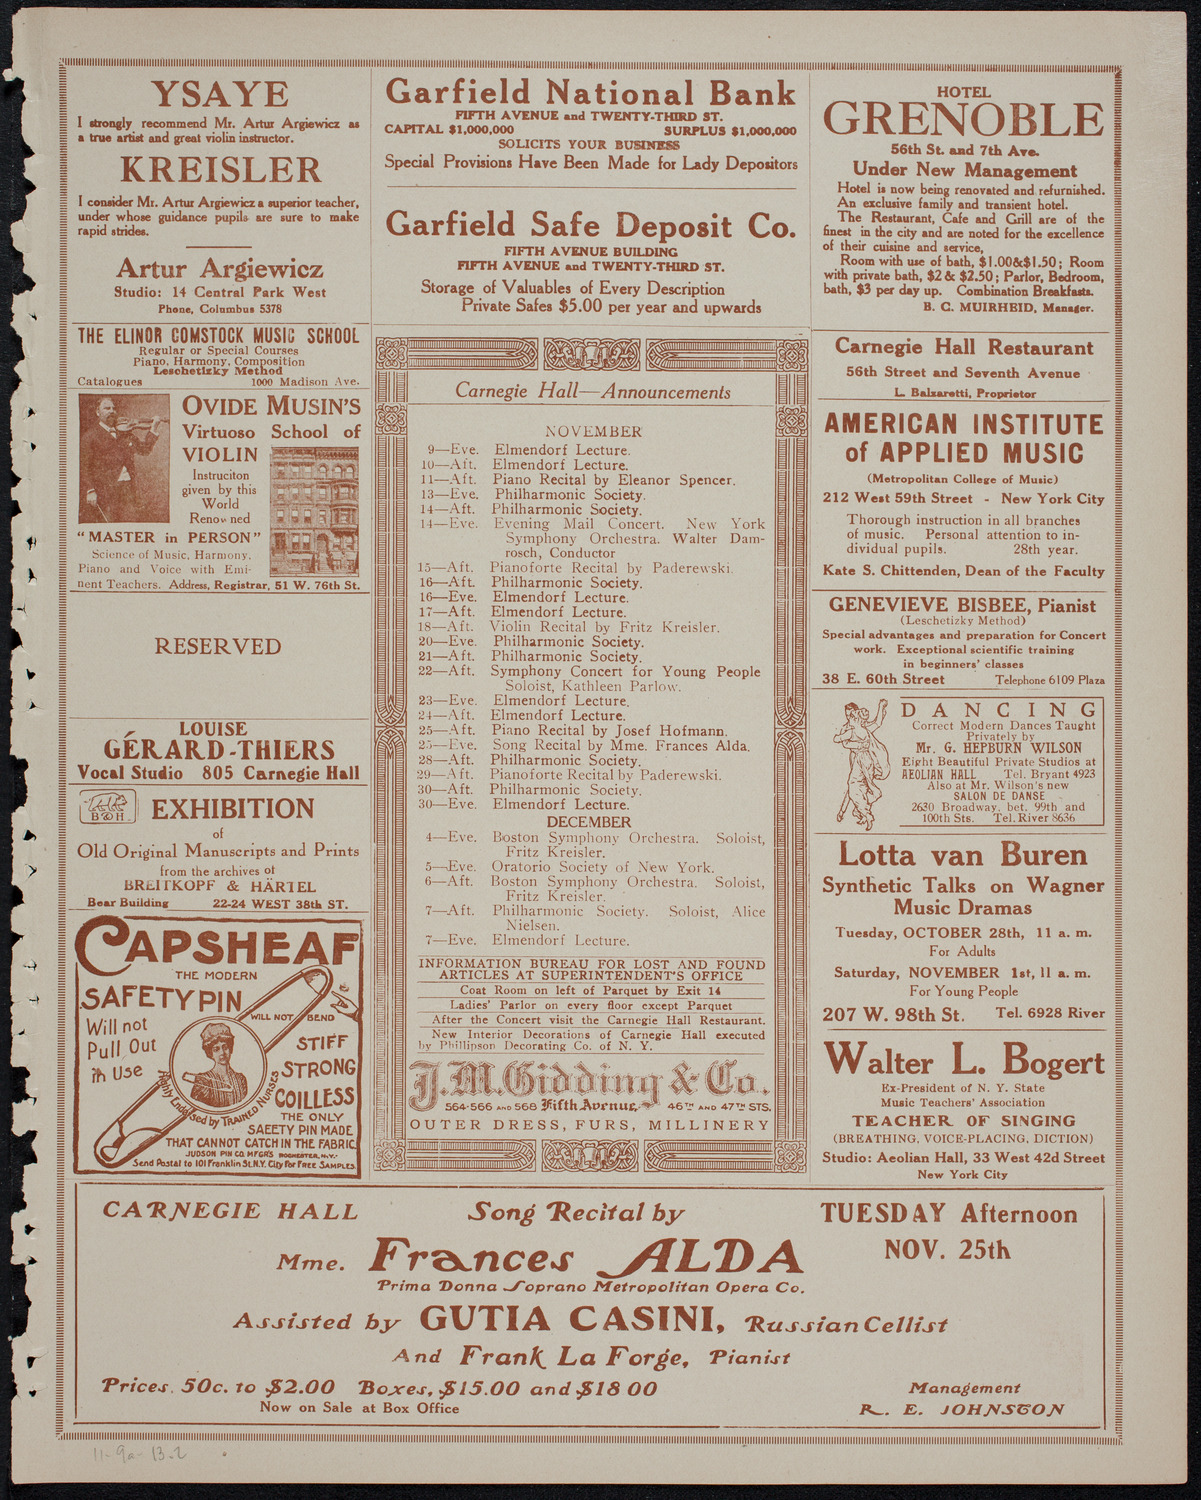 YSAYE
I strongly recommend Mr. Artur Argiewicz as
a true artist and great violin instructor.
KREISLER
I consider Mr. Artur Argiewicz a superior teacher,
under whose guidance pupils are sure to make
rapid strides.
Artur Argiewicz
Studio: 14 Central Park West
Phone, Columbus 5378
THE ELINOR COMSTOCK MUSIC SCHOOL
Regular or Special Courses
Piano, Harmony, Composition
Leschetizky Method
Catalogues 1000 Madison Ave.
OVIDE MUSIN'S
Virtuoso School of
VIOLIN
Instruciton
given by this
World
Renowned
"MASTER in PERSON"
Science of Music, Harmony,
Piano and Voice with Emi-
nent Teachers. Address, Registrar, 51 W. 76th St.
RESERVED
LOUISE
GÉRARD-THIERS
Vocal Studio 805 Carnegie Hall
B & H
EXHIBITION
of
Old Original Manuscripts and Prints
from the archives of
BREITKOPF & HÄRTEL
Bear Building 22-24 WEST 38th ST.
CAPSHEAF
THE MODERN
SAFETY PIN
WILL NOT BEND
Will not
Pull Out
in Use
STIFF
STRONG
COILLESS
Highly Endorsed by TRAINED NURSES
THE ONLY
SAFETY PIN MADE
THAT CANNOT CATCH IN THE FABRIC.
JUDSON PIN CO. MFGRS ROCHESTER, N.Y.
Send Postal to 101 Franklin St. N.Y. City for FREE SAMPLES.
Garfield National Bank
FIFTH AVENUE and TWENTY-THIRD ST.
CAPITAL $1,000,000 SURPLUS $1,000,000
SOLICITS YOUR BUSINESS
Special Provisions Have Been Made for Lady Depositors
Garfield Safe Deposit Co.
FIFTH AVENUE BUILDING
FIFTH AVENUE and TWENTY-THIRD ST.
Storage of Valuables of Every Description
Private Safes $5.00 per year and upwards
Carnegie Hall—Announcements
NOVEMBER
9—Eve. Elmendorf Lecture.
10—Aft. Elmendorf Lecture.
11—Aft. Piano Recital by Eleanor Spencer.
13—Eve. Philharmonic Society.
14—Aft. Philharmonic Society.
14—Eve. Evening Mail Concert. New York
Symphony Orchestra. Walter Dam-
rosch, Conductor
15—Aft. Pianoforte Recital by Paderewski.
16—Aft. Philharmonic Society.
16—Eve. Elmendorf Lecture.
17—Aft. Elmendorf Lecture.
18—Aft. Violin Recital by Fritz Kreisler.
20—Eve. Philharmonic Society.
21—Aft. Philharmonic Society.
22—Aft. Symphony Concert for Young People
Soloist, Kathleen Parlow.
23—Eve. Elmendorf Lecture.
24—Aft. Elmendorf Lecture.
25—Aft. Piano Recital by Josef Hofmann.
25—Eve. Song Recital by Mme. Frances Alda.
28—Aft. Philharmonic Society.
29—Aft. Pianoforte Recital by Paderewski.
30—Aft. Philharmonic Society.
30—Eve. Elmendorf Lecture.
DECEMBER
4—Eve. Boston Symphony Orchestra. Soloist,
Fritz Kreisler.
5—Eve. Oratorio Society of New York.
6—Aft. Boston Symphony Orchestra. Soloist,
Fritz Kreisler.
7—Aft. Philharmonic Society. Soloist, Alice
Nielsen.
7—Eve. Elmendorf Lecture.
INFORMATION BUREAU FOR LOST AND FOUND
ARTICLES AT SUPERINTENDENT'S OFFICE
Coat Room on left of Parquet by Exit 14
Ladies' Parlor on every floor except Parquet
After the Concert visit the Carnegie Hall Restaurant.
New Interior Decorations of Carnegie Hall executed
by Phillipson Decorating Co. of N. Y.
J.M. Gidding & Co.
564-566 AND 568 Fifth Avenue, 46TH AND 47TH STS.
OUTER DRESS, FURS, MILLINERY
HOTEL
GRENOBLE
56th St. and 7th Ave.
Under New Management
Hotel is now being renovated and refurnished.
An exclusive family and transient hotel.
The Restaurant, Cafe and Grill are of the
finest in the city and are noted for the excellence
of their cuisine and service,
Room with use of bath, $1.00&$1.50; Room
with private bath, $2 & $2.50; Parlor, Bedroom,
bath, $3 per day up. Combination Breakfasts.
B. C. MUIRHEID, Manager.
Carnegie Hall Restaurant
56th Street and Seventh Avenue
L. Balzaretti, Proprietor
AMERICAN INSTITUTE
of APPLIED MUSIC
(Metropolitan College of Music)
212 West 59th Street - New York City
Thorough instruction in all branches
of music. Personal attention to in-
dividual pupils. 28th year.
Kate S. Chittenden, Dean of the Faculty
GENEVIEVE BISBEE, Pianist
(Leschetizky Method)
Special advantages and preparation for Concert
work. Exceptional scientific training
in beginners' classes
38 E. 60th Street Telephone 6109 Plaza
DANCING
Correct Modern Dances Taught
Privately by
Mr. G. HEPBURN WILSON
Eight Beautiful Private Studios at
AEOLIAN HALL Tel. Bryant 4923
Also at Mr. Wilson's new
SALON DE DANSE
2630 Broadway, bet. 99th and
100th Sts. Tel. River 8636
Lotta van Buren
Synthetic Talks on Wagner
Music Dramas
Tuesday, OCTOBER 28th, 11 a. m.
For Adults
Saturday, NOVEMBER 1st, 11 a. m.
For Young People
207 W. 98th St. Tel. 6928 River
Walter L. Bogert
Ex-President of N. Y. State
Music Teachers' Association
TEACHER OF SINGING
(BREATHING, VOICE-PLACING, DICTION)
Studio: Aeolian Hall, 33 West 42d Street
New York City
CARNEGIE HALL Song Recital by TUESDAY Afternoon
NOV. 25th
Mme. Frances ALDA
Prima Donna Soprano Metropolitan Opera Co.
Assisted by GUTIA CASINI, Russian Cellist
And Frank La Forge, Pianist
Prices, 50c. to $2.00 Boxes, $15.00 and $18 00
Now on Sale at Box Office
Management
R. E. JOHNSTON
11-9a-13.2